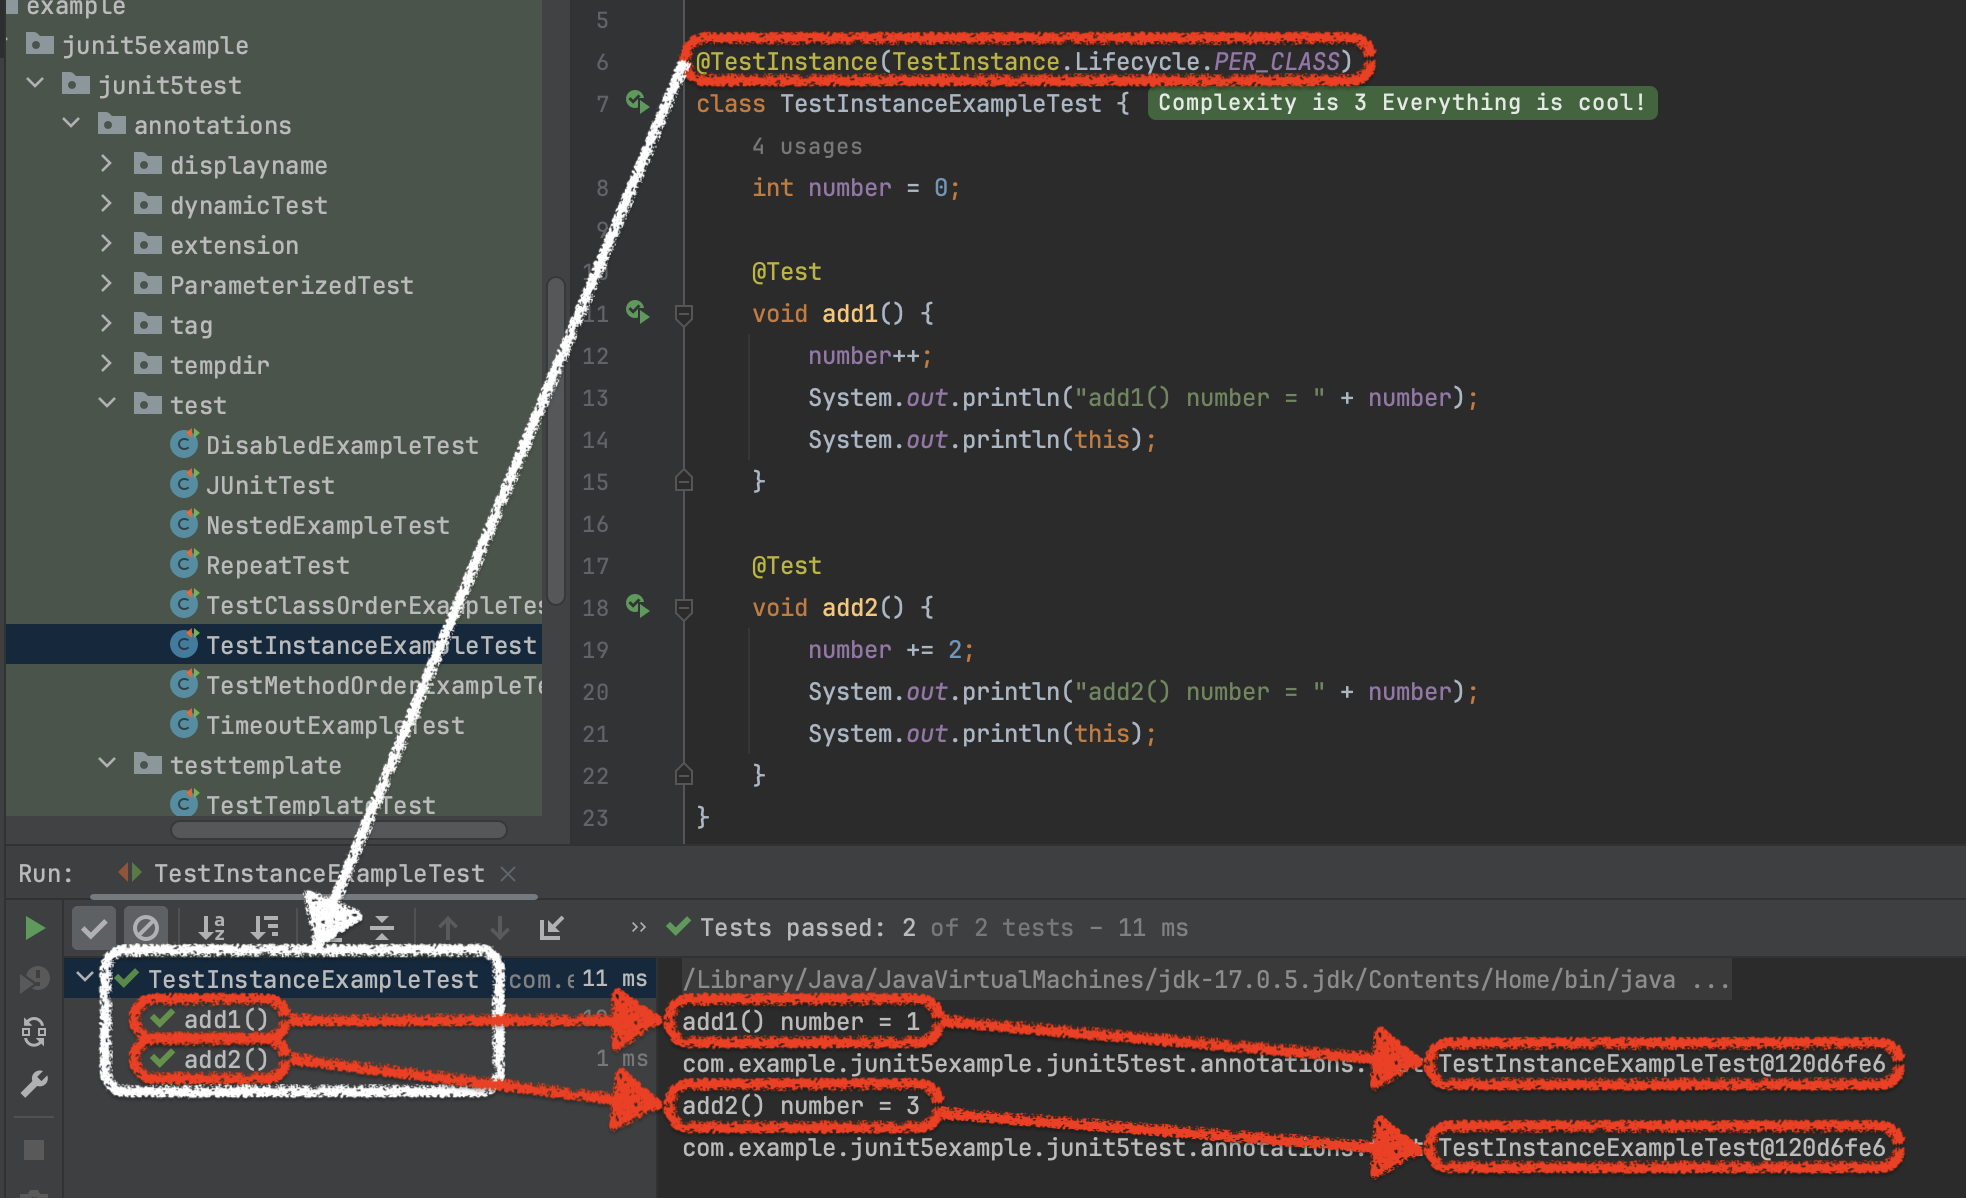 example
junit5example
junit5test
annotations
displayname
dynamicTest
extension
ParameterizedTest
tag
tempdir
test
DisabledExampleTest
JUnitTest
NestedExampleTest
RepeatTest
TestClassOrderExampleTes
TestInstanceExampleTest
TestMethodOrderExampleTe
TimeoutExampleTest
testtemplate
TestTemplateTest
5
6 @TestInstance(TestInstance.Lifecycle.PER_CLASS)
7 class TestInstanceExampleTest { Complexity is 3 Everything is cool!
4 usages
8 int number = 0;
9
10 @Test
11 void add1() {
12 number++;
13 System.out.println("add1() number = " + number);
14 System.out.println(this);
15 }
16
17 @Test
18 void add2() {
19 number += 2;
20 System.out.println("add2() number = " + number);
21 System.out.println(this);
22 }
23 }
Run: TestInstanceExampleTest
Tests passed: 2 of 2 tests – 11 ms
TestInstanceExampleTest com.e 11 ms
add1()
add2() 1 ms
/Library/Java/JavaVirtualMachines/jdk-17.0.5.jdk/Contents/Home/bin/java ...
add1() number = 1
com.example.junit5example.junit5test.annotations. TestInstanceExampleTest@120d6fe6
add2() number = 3
com.example.junit5example.junit5test.annotations. TestInstanceExampleTest@120d6fe6